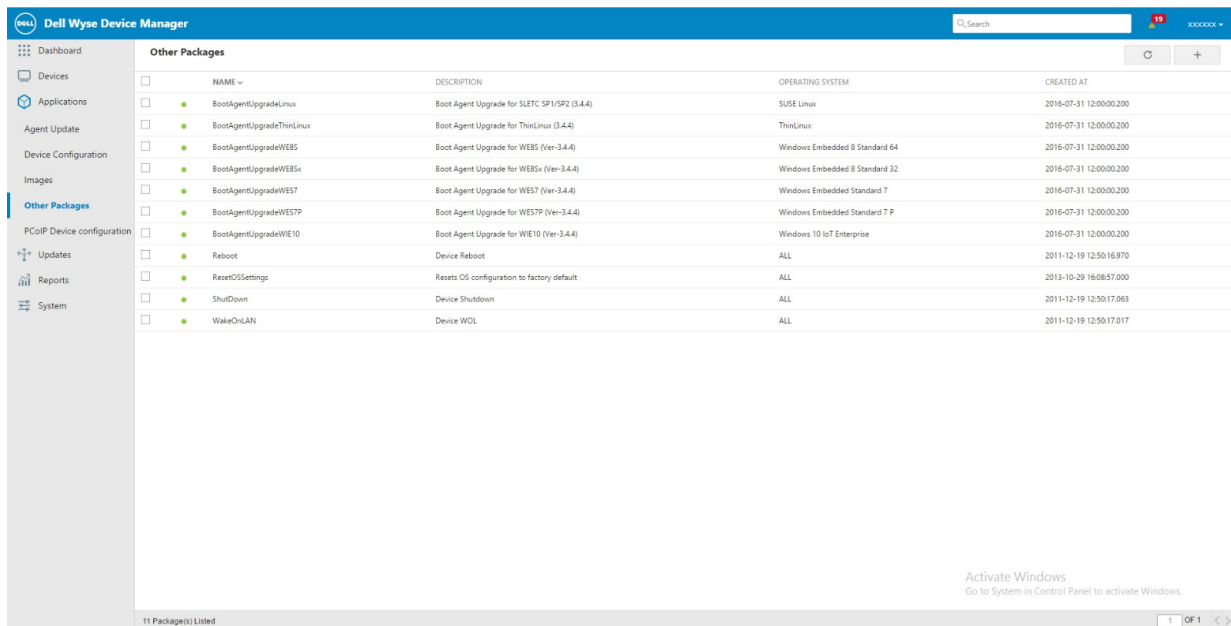 DELL Dell Wyse Device Manager Search 19 xxxxxx
Dashboard
Devices
Applications
Agent Update
Device Configuration
Images
Other Packages
PCoIP Device configuration
Updates
Reports
System
Other Packages
NAME DESCRIPTION OPERATING SYSTEM CREATED AT
BootAgentUpgradeLinux Boot Agent Upgrade for SLETC SP1/SP2 (3.4.4) SUSE Linux 2016-07-31 12:00:00.200
BootAgentUpgradeThinLinux Boot Agent Upgrade for ThinLinux (3.4.4) ThinLinux 2016-07-31 12:00:00.200
BootAgentUpgradeWE8S Boot Agent Upgrade for WE8S (Ver-3.4.4) Windows Embedded 8 Standard 64 2016-07-31 12:00:00.200
BootAgentUpgradeWE8Sx Boot Agent Upgrade for WE8Sx (Ver-3.4.4) Windows Embedded 8 Standard 32 2016-07-31 12:00:00.200
BootAgentUpgradeWES7 Boot Agent Upgrade for WES7 (Ver-3.4.4) Windows Embedded Standard 7 2016-07-31 12:00:00.200
BootAgentUpgradeWES7P Boot Agent Upgrade for WES7P (Ver-3.4.4) Windows Embedded Standard 7 P 2016-07-31 12:00:00.200
BootAgentUpgradeWIE10 Boot Agent Upgrade for WIE10 (Ver-3.4.4) Windows 10 IoT Enterprise 2016-07-31 12:00:00.200
Reboot Device Reboot ALL 2011-12-19 12:50:16.970
ResetOSSettings Resets OS configuration to factory default ALL 2013-10-29 16:08:57.000
ShutDown Device Shutdown ALL 2011-12-19 12:50:17.063
WakeOnLAN Device WOL ALL 2011-12-19 12:50:17.017
Activate Windows
Go to System in Control Panel to activate Windows.
11 Package(s) Listed 1 OF 1